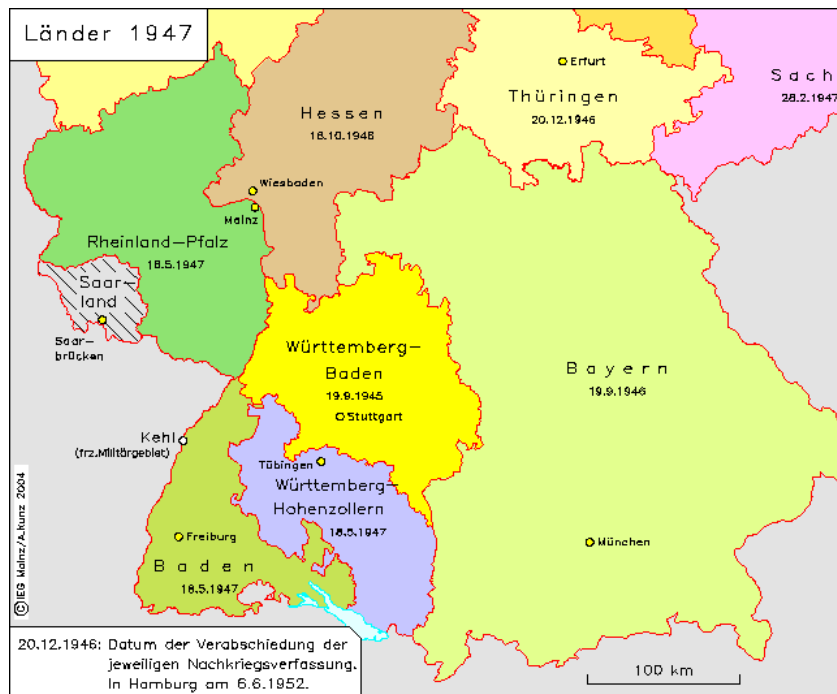 Länder 1947
Erfurt
Thüringen
20.12.1946
Sach
28.2.1947
Hessen
18.10.1946
Wiesbaden
Mainz
Rheinland-Pfalz
18.5.1947
Saar-
land
Saar-
brücken
Württemberg-
Baden
19.9.1945
Stuttgart
Bayern
19.9.1946
Kehl
(frz.Militärgebiet)
Tübingen
Württemberg-
Hohenzollern
18.5.1947
Freiburg
Baden
18.5.1947
München
©IEG Mainz/A.Kunz 2004
20.12.1946: Datum der Verabschiedung der
jeweiligen Nachkriegsverfassung.
In Hamburg am 6.6.1952.
100 km